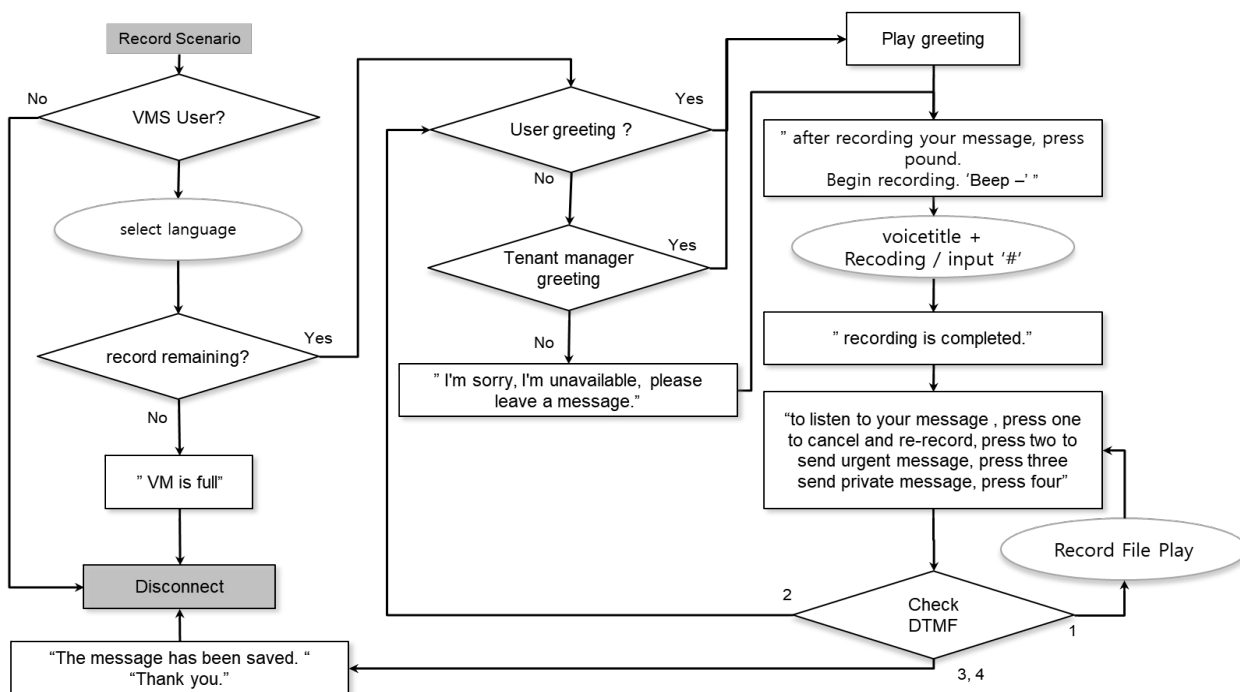 Record Scenario
No
VMS User?
select language
Yes
record remaining?
No
” VM is full”
Disconnect
“The message has been saved. “
“Thank you.”
User greeting ?
Yes
No
Tenant manager
greeting
Yes
No
” I'm sorry, I'm unavailable, please
leave a message.”
Play greeting
” after recording your message, press
pound.
Begin recording. ‘Beep –’ ”
voicetitle +
Recoding / input ‘#’
” recording is completed.”
“to listen to your message , press one
to cancel and re-record, press two to
send urgent message, press three
send private message, press four”
Record File Play
Check
DTMF
2
1
3, 4